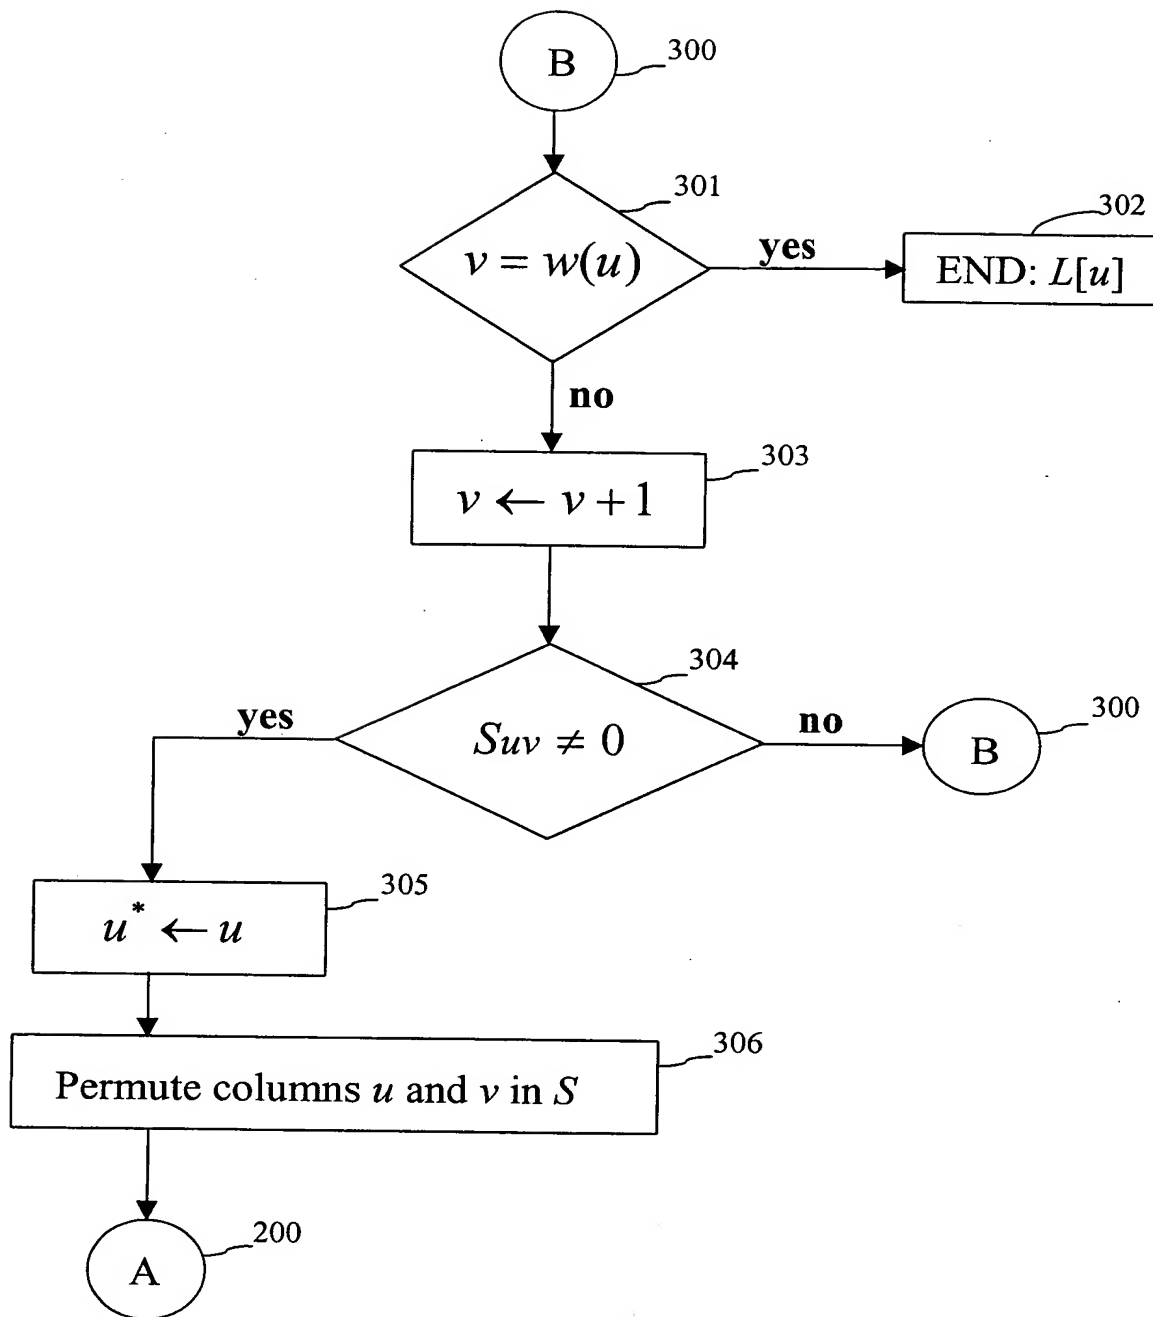 B
300
301
v = w(u)
yes
302
END: L[u]
no
303
v ← v + 1
304
yes
Suv ≠ 0
no
300
B
305
u* ← u
306
Permute columns u and v in S
200
A